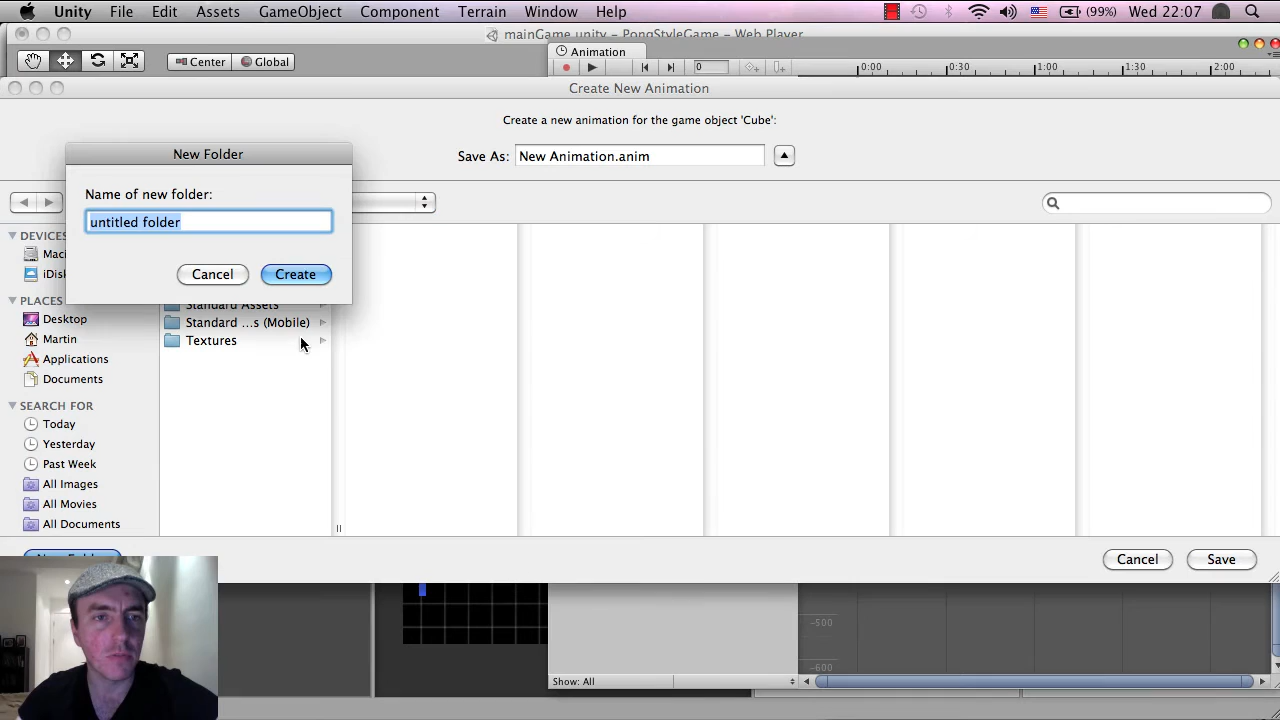 Unity File Edit Assets GameObject Component Terrain Window Help (99%) Wed 22:07
mainGame.unity - PongStyleGame - Web Player
Center Global
Animation
0 0:00 0:30 1:00 1:30 2:00
Create New Animation
Create a new animation for the game object 'Cube':
Save As: New Animation.anim
New Folder
Name of new folder:
untitled folder
Cancel Create
DEVICES
PLACES
Desktop
Martin
Applications
Documents
SEARCH FOR
Today
Yesterday
Past Week
All Images
All Movies
All Documents
Standard Assets
Standard ...s (Mobile)
Textures
Cancel Save
-500
-600
Show: All